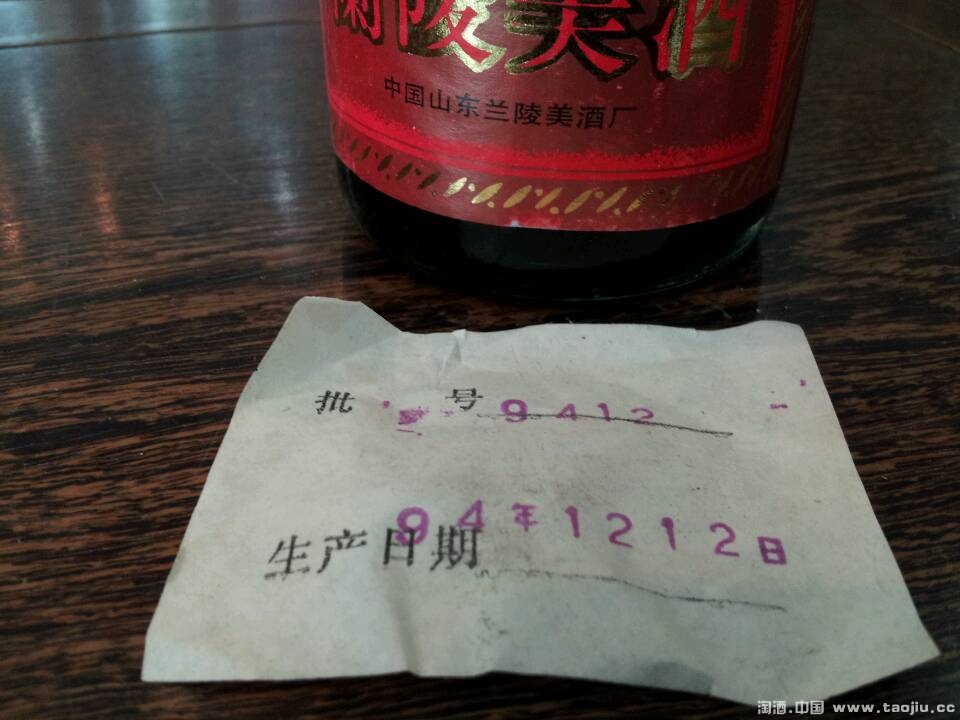 蘭陵美酒
中国山东兰陵美酒厂
批号 9412
生产日期 94年1212日
淘酒.中国 www.taojiu.cc